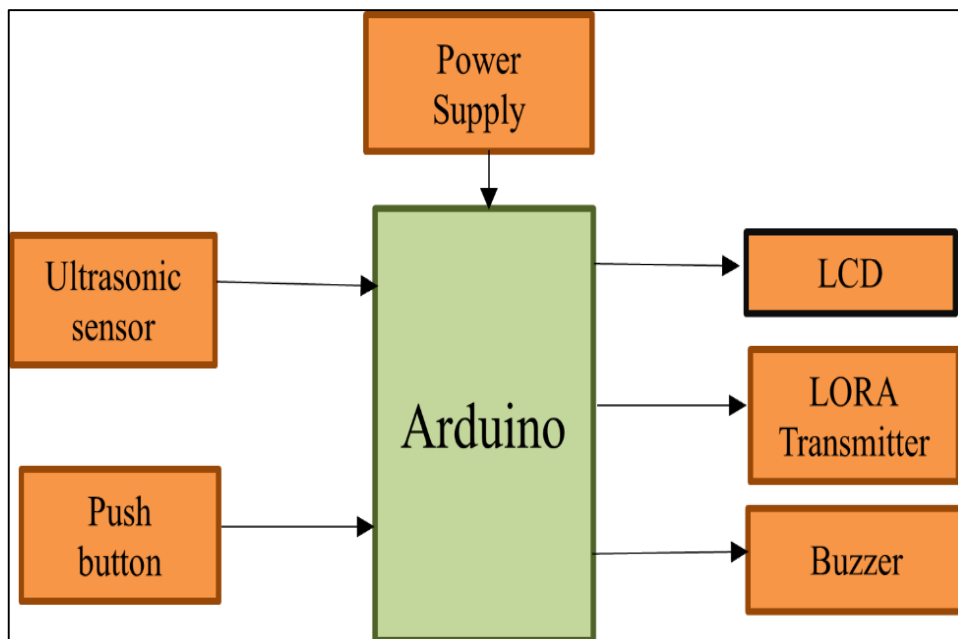 Power
Supply
Ultrasonic
sensor
Push
button
Arduino
LCD
LORA
Transmitter
Buzzer